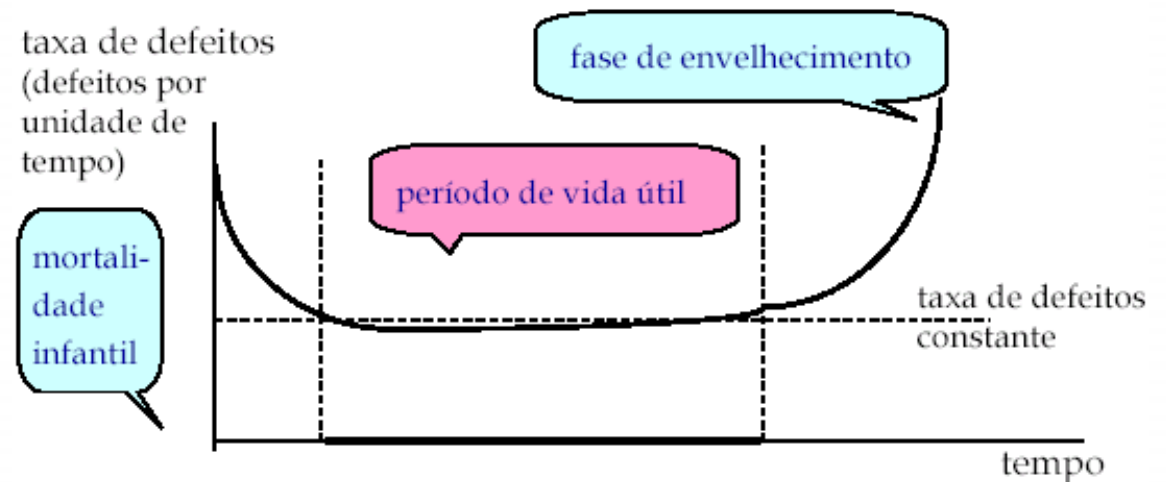 taxa de defeitos
(defeitos por
unidade de
tempo)
fase de envelhecimento
período de vida útil
mortali-
dade
infantil
taxa de defeitos
constante
tempo